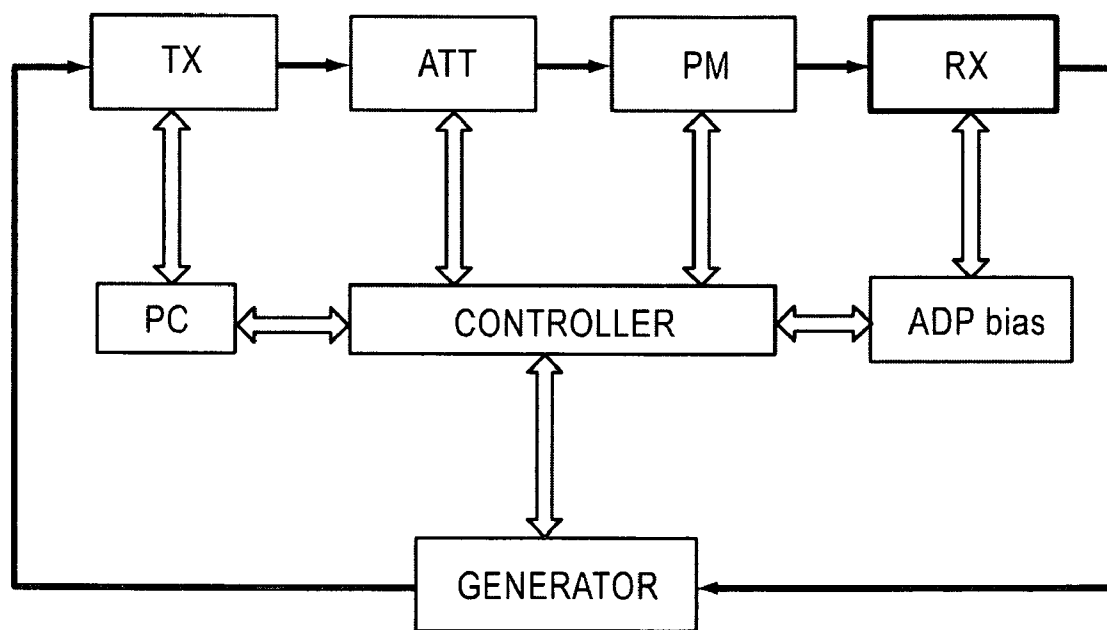 TX
ATT
PM
RX
PC
CONTROLLER
ADP bias
GENERATOR